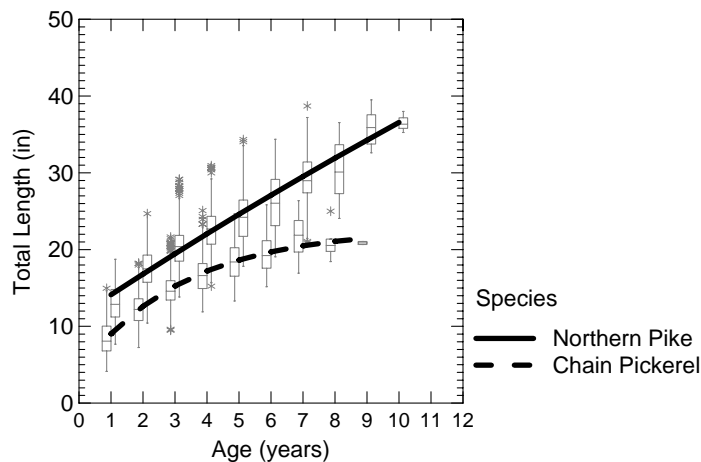 50
40
30
20
10
0
Total Length (in)
0 1 2 3 4 5 6 7 8 9 10 11 12
Age (years)
Species
Northern Pike
Chain Pickerel